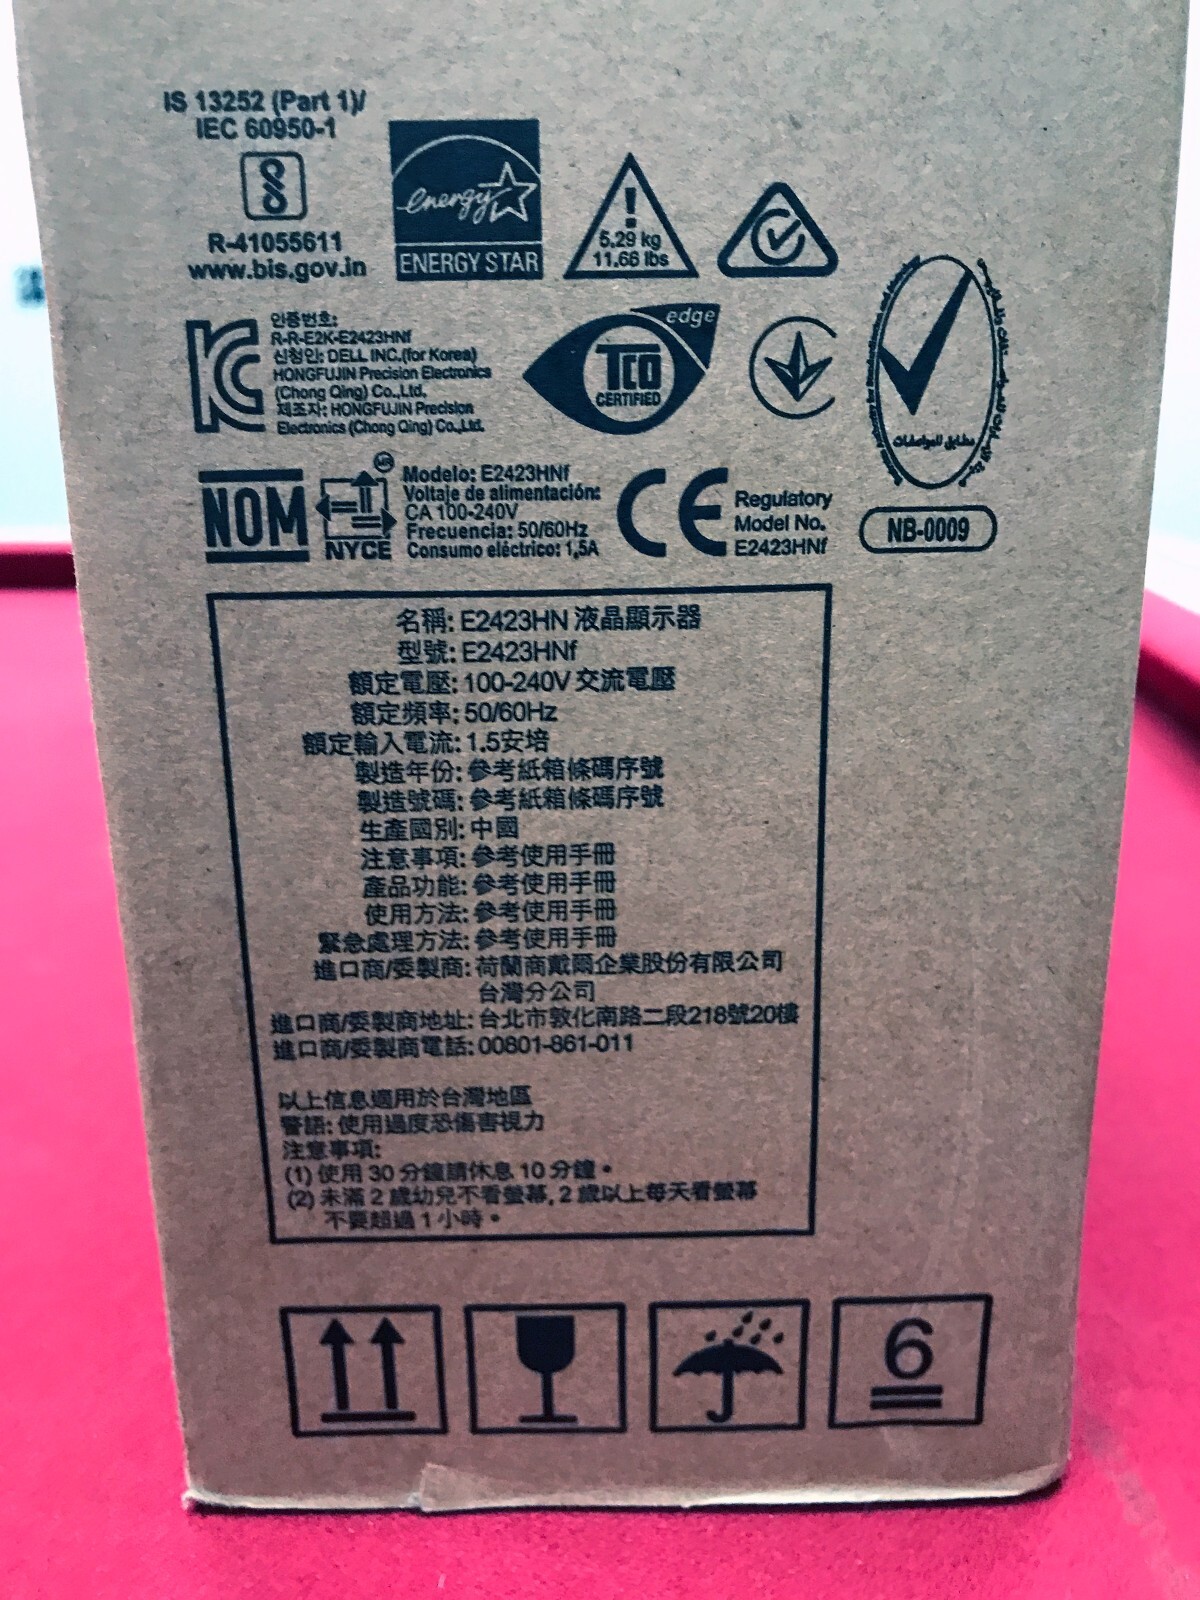 IS 13252 (Part 1)/
IEC 60950-1
R-41055611
www.bis.gov.in
energy
ENERGY STAR
5.29 kg
11.66 lbs
인증번호:
R-R-E2K-E2423HNf
신청인: DELL INC.(for Korea)
HONGFUJIN Precision Electronics
(Chong Qing) Co.,Ltd.
제조자: HONGFUJIN Precision
Electronics (Chong Qing) Co.,Ltd.
edge
TCO
CERTIFIED
مطابق للمواصفات
NOM
NYCE
Modelo: E2423HNf
Voltaje de alimentación:
CA 100-240V
Frecuencia: 50/60Hz
Consumo eléctrico: 1,5A
CE
Regulatory
Model No.
E2423HNf
NB-0009
名稱: E2423HN 液晶顯示器
型號: E2423HNf
額定電壓: 100-240V 交流電壓
額定頻率: 50/60Hz
額定輸入電流: 1.5安培
製造年份: 參考紙箱條碼序號
製造號碼: 參考紙箱條碼序號
生產國別: 中國
注意事項: 參考使用手冊
產品功能: 參考使用手冊
使用方法: 參考使用手冊
緊急處理方法: 參考使用手冊
進口商/委製商: 荷蘭商戴爾企業股份有限公司
台灣分公司
進口商/委製商地址: 台北市敦化南路二段218號20樓
進口商/委製商電話: 00801-861-011
以上信息適用於台灣地區
警語: 使用過度恐傷害視力
注意事項:
(1) 使用 30 分鐘請休息 10 分鐘。
(2) 未滿 2 歲幼兒不看螢幕, 2 歲以上每天看螢幕
不要超過 1 小時。
6